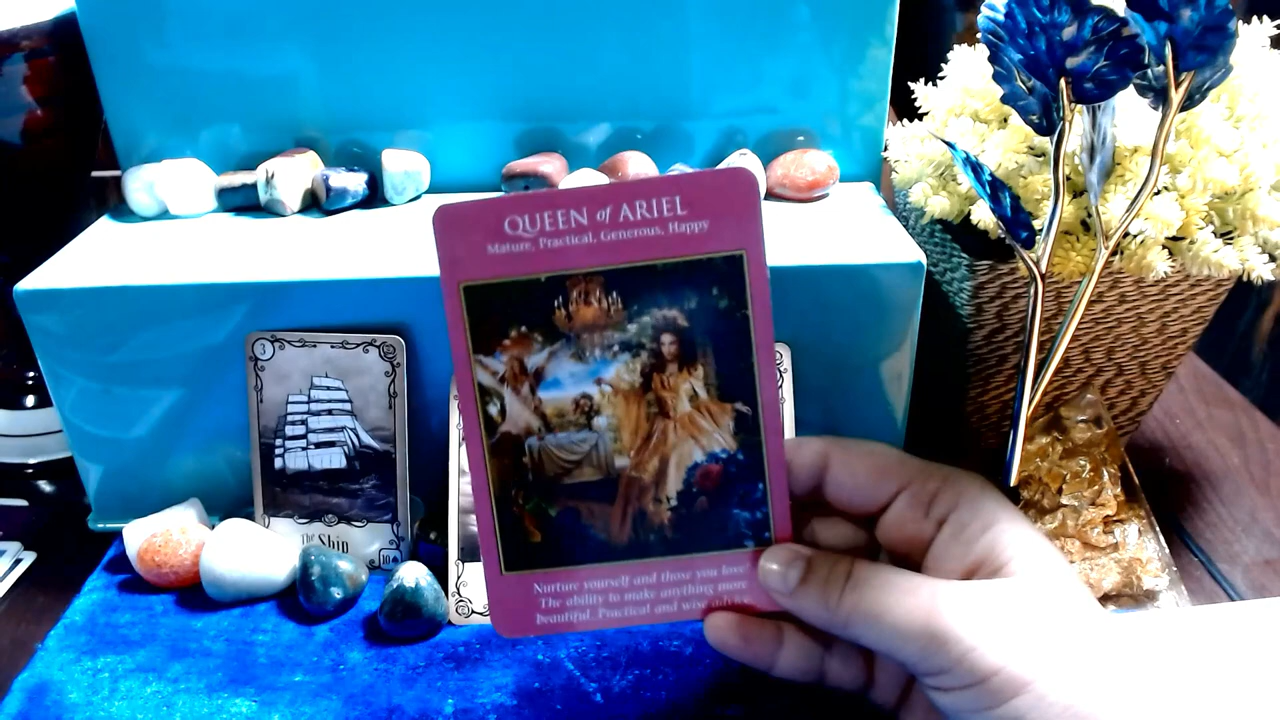 QUEEN of ARIEL
Mature, Practical, Generous, Happy
3
The Ship
10♠
Nurture yourself and those you love
The ability to make anything more
beautiful. Practical and wise advice.